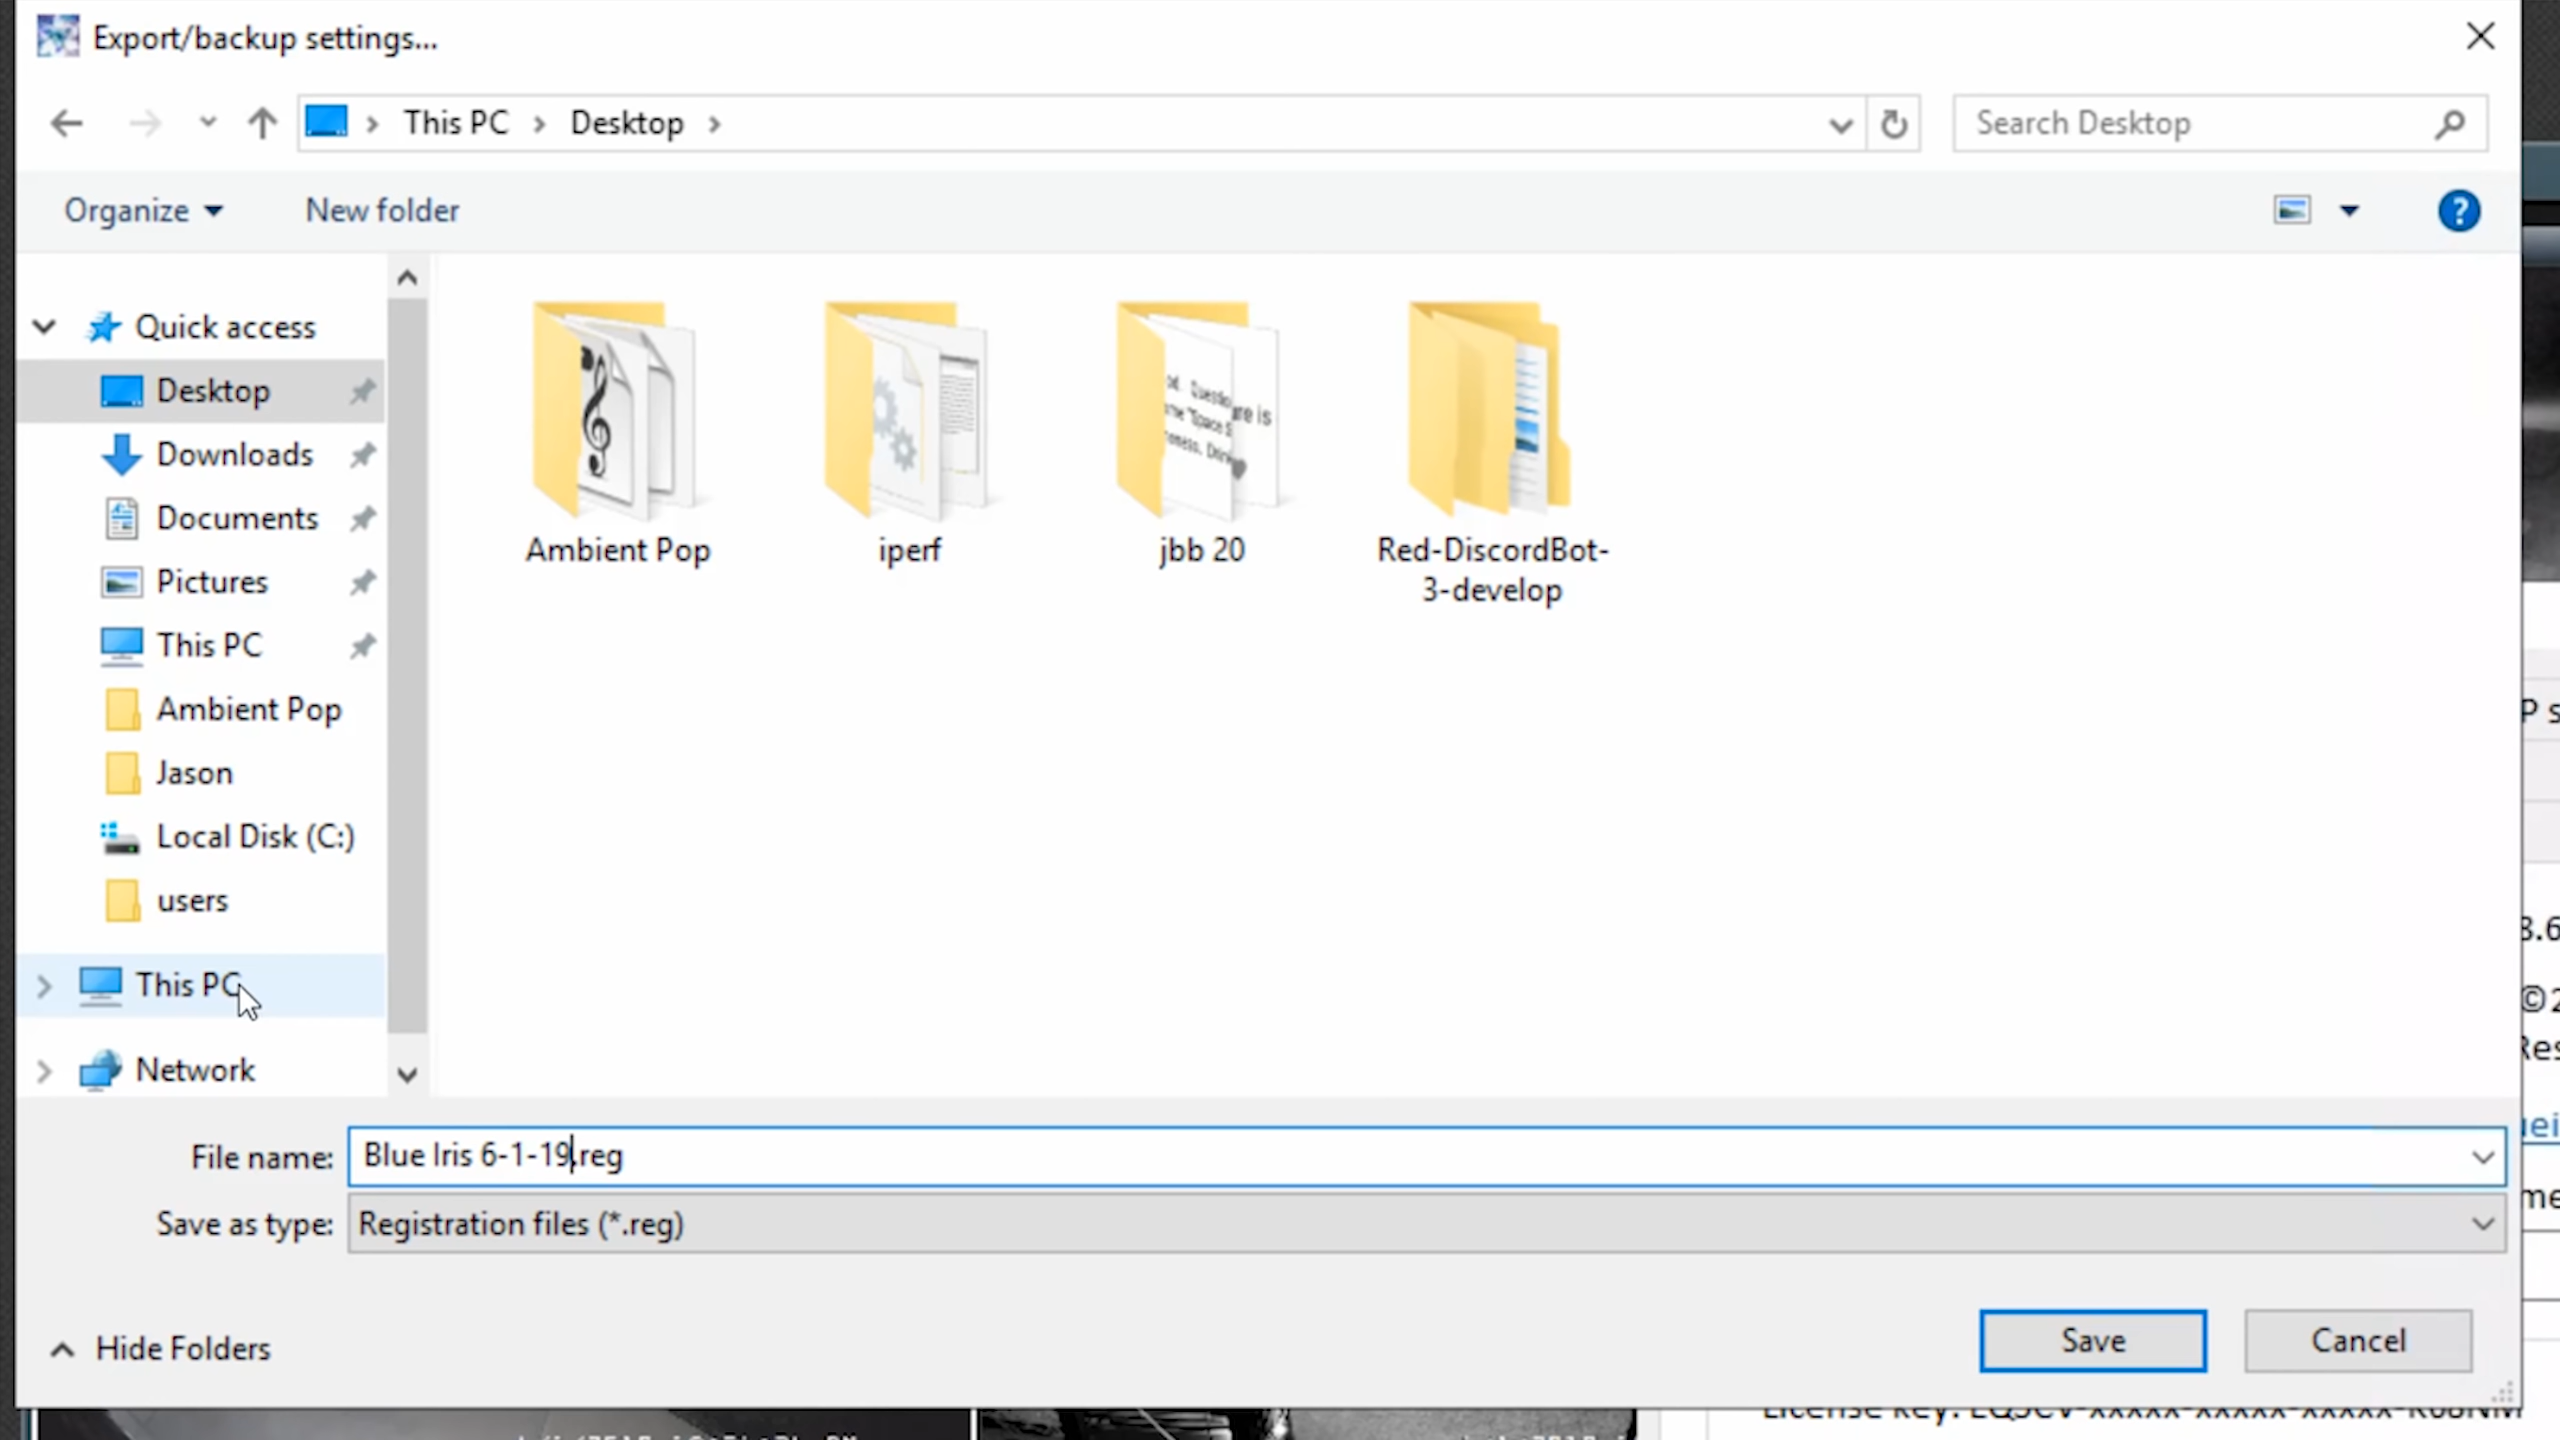 Export/backup settings...
This PC
Desktop
Search Desktop
Organize
New folder
Quick access
Desktop
Downloads
Documents
Pictures
This PC
Ambient Pop
Jason
Local Disk (C:)
users
This PC
Network
Ambient Pop
iperf
jbb 20
Red-DiscordBot-
3-develop
File name:
Blue Iris 6-1-19.reg
Save as type:
Registration files (*.reg)
Hide Folders
Save
Cancel